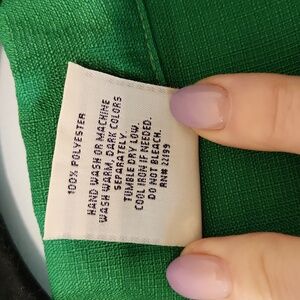 100% POLYESTER
HAND WASH OR MACHINE
WASH WARM, DARK COLORS
SEPARATELY.
TUMBLE DRY LOW.
COOL IRON IF NEEDED.
DO NOT BLEACH.
RN# 22199